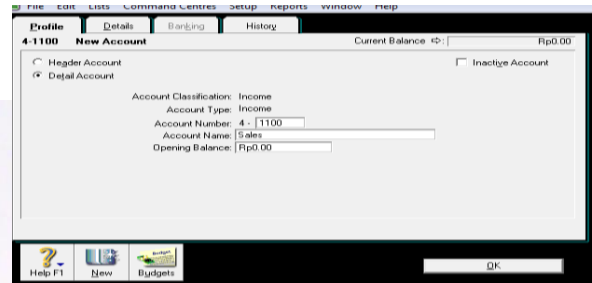 File Edit Lists Command Centres Setup Reports Window Help
Profile Details Banking History
4-1100 New Account Current Balance ⇨: Rp0.00
Header Account Inactive Account
Detail Account
Account Classification: Income
Account Type: Income
Account Number: 4 - 1100
Account Name: Sales
Opening Balance: Rp0.00
Help F1 New Budgets OK